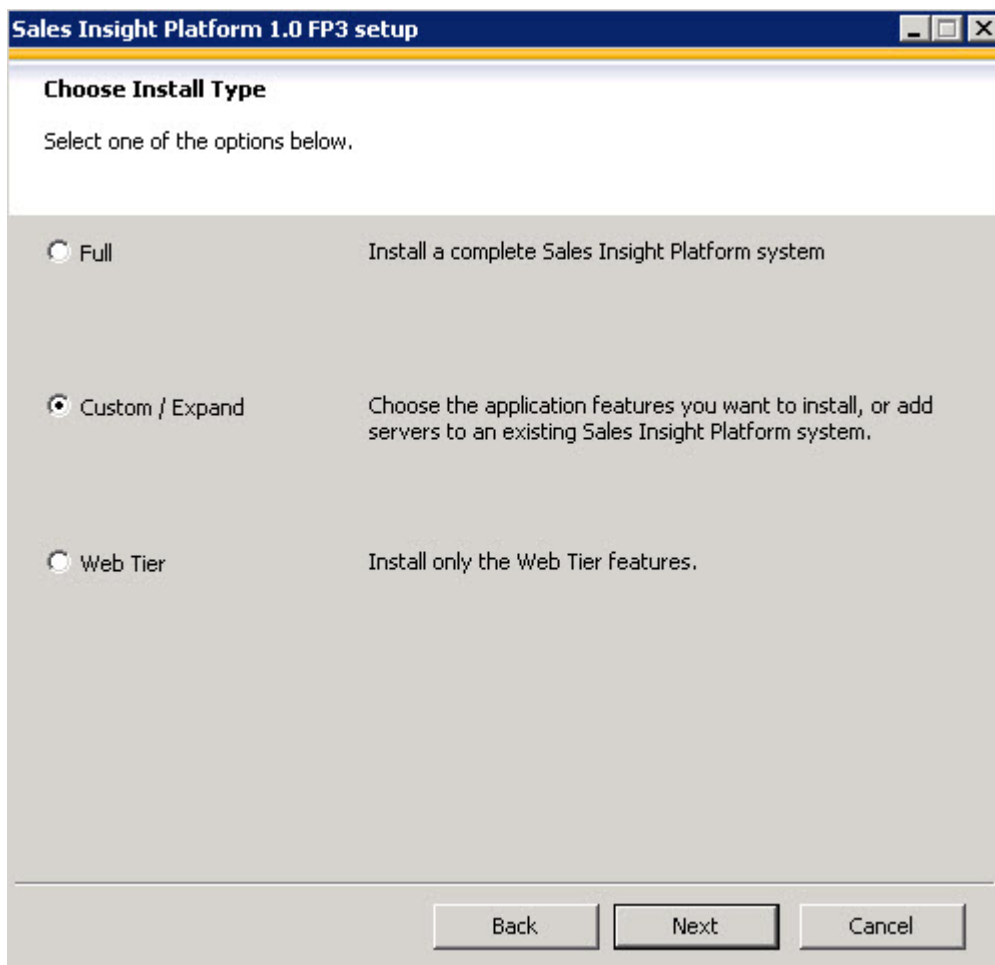 Sales Insight Platform 1.0 FP3 setup
Choose Install Type
Select one of the options below.
Full
Install a complete Sales Insight Platform system
Custom / Expand
Choose the application features you want to install, or add
servers to an existing Sales Insight Platform system.
Web Tier
Install only the Web Tier features.
Back
Next
Cancel